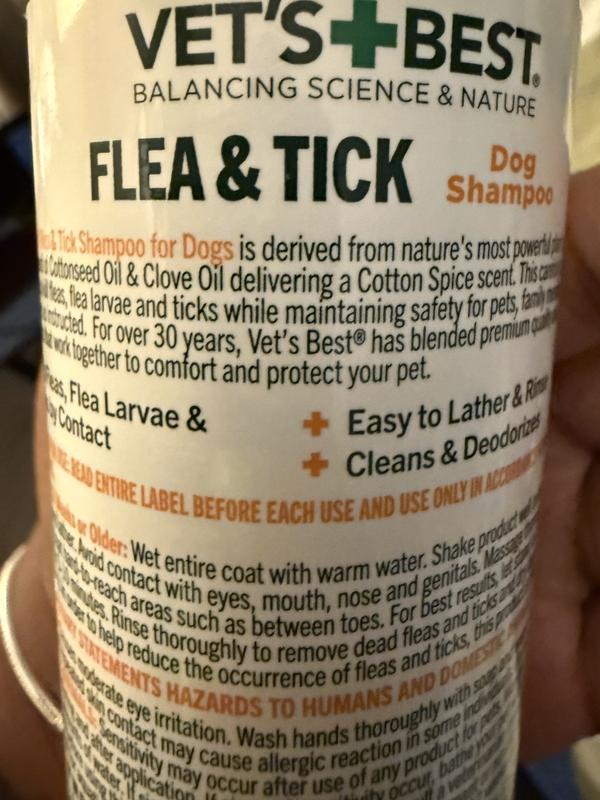 VET'S+BEST®
BALANCING SCIENCE & NATURE
FLEA & TICK
Dog
Shampoo
& Tick Shampoo for Dogs is derived from nature's most powerful
Cottonseed Oil & Clove Oil delivering a Cotton Spice scent. This
fleas, flea larvae and ticks while maintaining safety for pets, family
For over 30 years, Vet's Best® has blended premium
work together to comfort and protect your pet.
Fleas, Flea Larvae &
by Contact
+ Easy to Lather & Rinse
+ Cleans & Deodorizes
READ ENTIRE LABEL BEFORE EACH USE AND USE ONLY IN
Weeks or Older: Wet entire coat with warm water. Shake product well
Avoid contact with eyes, mouth, nose and genitals. Massage
hard-to-reach areas such as between toes. For best results, let
minutes. Rinse thoroughly to remove dead fleas and ticks and
to help reduce the occurrence of fleas and ticks, this product
STATEMENTS HAZARDS TO HUMANS AND DOMESTIC
moderate eye irritation. Wash hands thoroughly with soap and
skin contact may cause allergic reaction in some
Sensitivity may occur after use of any product for pets.
after application. occur, bathe your
water.